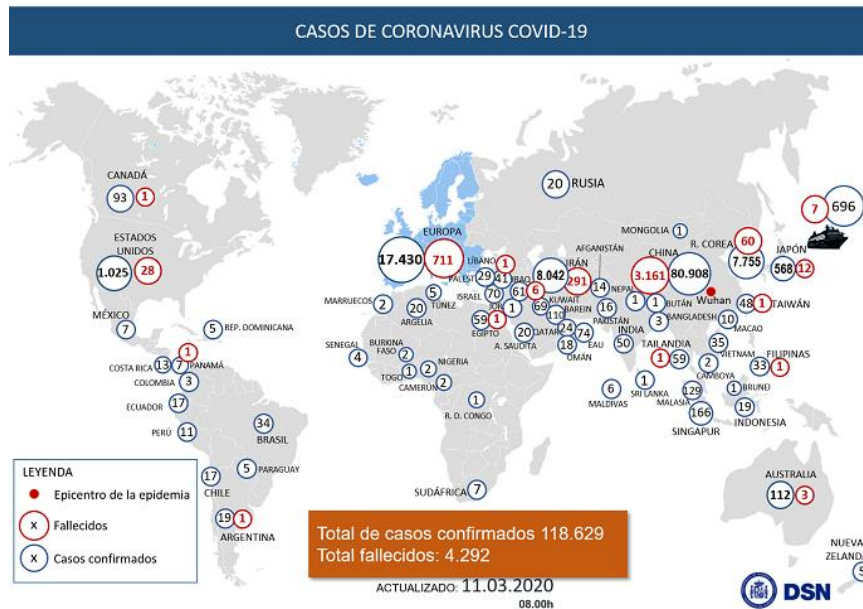 CASOS DE CORONAVIRUS COVID-19
CANADÁ
93
1
ESTADOS
UNIDOS
1.025
28
MÉXICO
7
5
REP. DOMINICANA
1
COSTA RICA
13
7
PANAMÁ
COLOMBIA
3
ECUADOR
17
PERÚ
11
34
BRASIL
5
PARAGUAY
17
CHILE
19
1
ARGENTINA
20
RUSIA
EUROPA
17.430
711
LÍBANO
1
PALEST
29
41
IRAQ
ISRAEL
70
61
6
JOR
1
69
KUWAIT
110
BAREIN
MARRUECOS
2
5
TÚNEZ
20
ARGELIA
59
1
EGIPTO
20
A. SAUDITA
QATAR
24
74
EAU
18
OMÁN
IRÁN
8.042
291
AFGANISTÁN
14
NEPAL
16
PAKISTÁN
1
1
BUTÁN
3
BANGLADESH
50
INDIA
MONGOLIA
1
CHINA
3.161
80.908
Wuhan
R. COREA
60
7.755
JAPÓN
568
12
7
696
48
1
TAIWÁN
10
MACAO
TAILANDIA
1
59
35
VIETNAM
2
CAMBOYA
FILIPINAS
33
1
6
MALDIVAS
1
SRI LANKA
129
MALASIA
1
BRUNEI
166
SINGAPUR
19
INDONESIA
SENEGAL
4
BURKINA
FASO
2
NIGERIA
2
TOGO
1
CAMERÚN
2
1
R. D. CONGO
SUDÁFRICA
7
AUSTRALIA
112
3
NUEVA
ZELAND
5
LEYENDA
Epicentro de la epidemia
x
Fallecidos
x
Casos confirmados
Total de casos confirmados 118.629
Total fallecidos: 4.292
ACTUALIZADO: 11.03.2020
08.00h
DSN